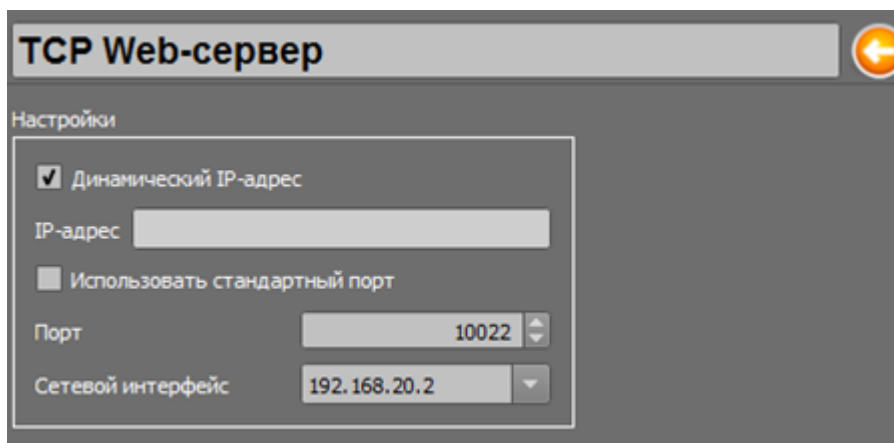 TCP Web-сервер
Настройки
Динамический IP-адрес
IP-адрес
Использовать стандартный порт
Порт 10022
Сетевой интерфейс 192.168.20.2